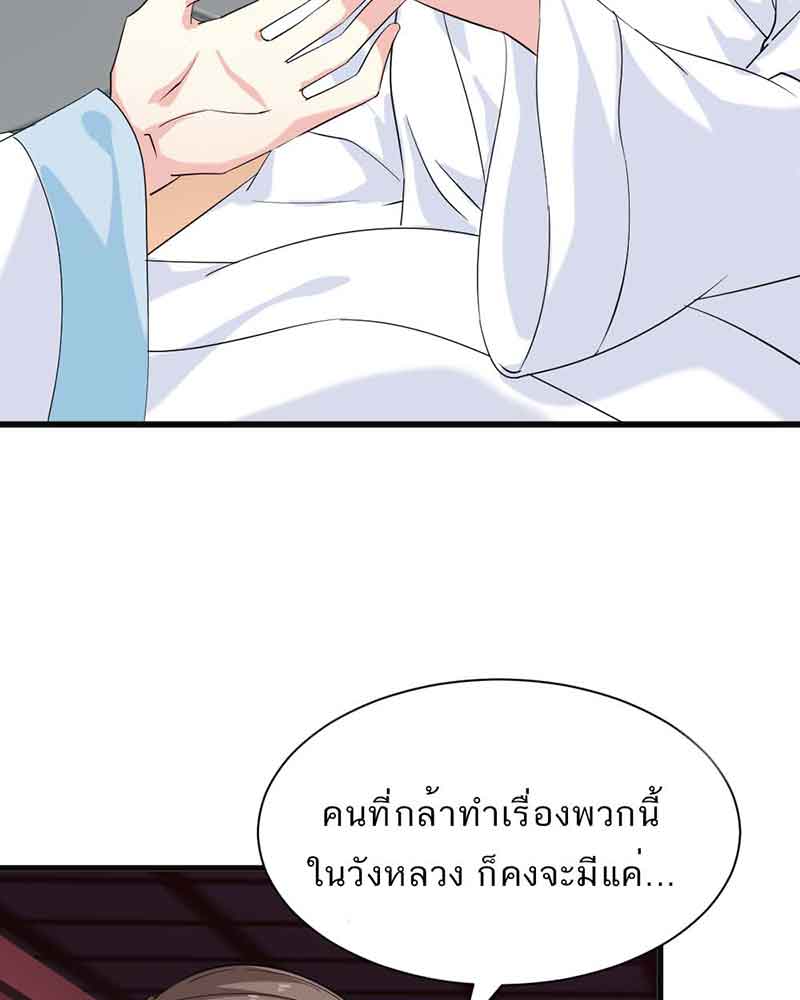 คนที่กล้าทำเรื่องพวกนี้
ในวังหลวง ก็คงจะมีแค่...